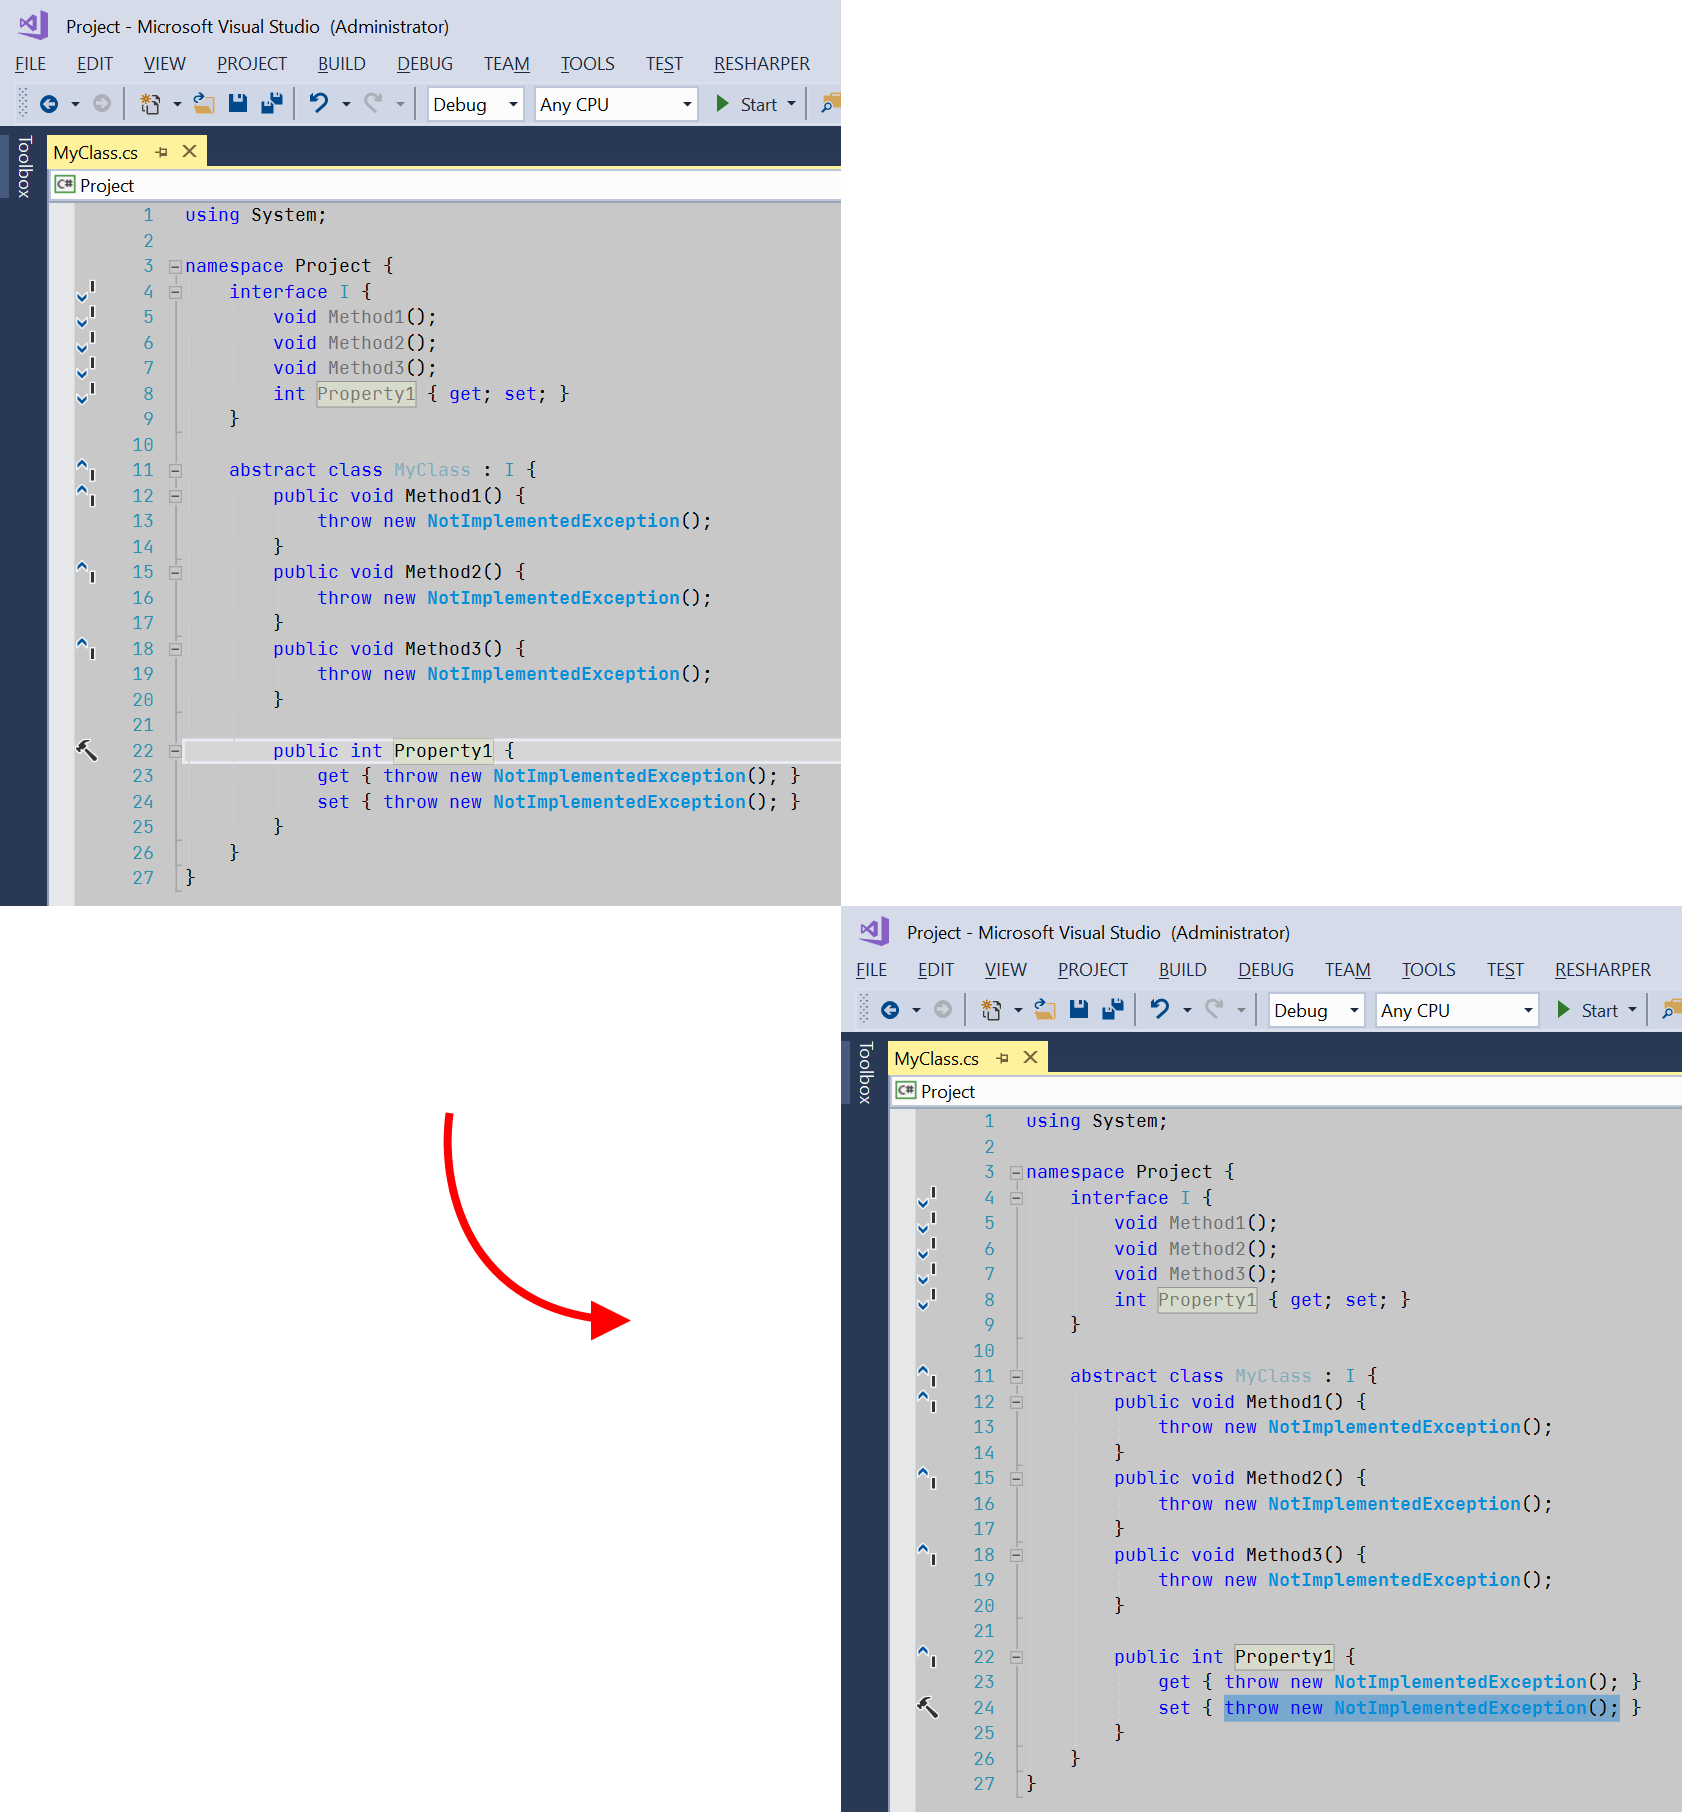 Project - Microsoft Visual Studio (Administrator)
FILE EDIT VIEW PROJECT BUILD DEBUG TEAM TOOLS TEST RESHARPER
Debug Any CPU Start
Toolbox
MyClass.cs
C# Project
1 using System;
2
3 namespace Project {
4 interface I {
5 void Method1();
6 void Method2();
7 void Method3();
8 int Property1 { get; set; }
9 }
10
11 abstract class MyClass : I {
12 public void Method1() {
13 throw new NotImplementedException();
14 }
15 public void Method2() {
16 throw new NotImplementedException();
17 }
18 public void Method3() {
19 throw new NotImplementedException();
20 }
21
22 public int Property1 {
23 get { throw new NotImplementedException(); }
24 set { throw new NotImplementedException(); }
25 }
26 }
27 }
Project - Microsoft Visual Studio (Administrator)
FILE EDIT VIEW PROJECT BUILD DEBUG TEAM TOOLS TEST RESHARPER
Debug Any CPU Start
Toolbox
MyClass.cs
C# Project
1 using System;
2
3 namespace Project {
4 interface I {
5 void Method1();
6 void Method2();
7 void Method3();
8 int Property1 { get; set; }
9 }
10
11 abstract class MyClass : I {
12 public void Method1() {
13 throw new NotImplementedException();
14 }
15 public void Method2() {
16 throw new NotImplementedException();
17 }
18 public void Method3() {
19 throw new NotImplementedException();
20 }
21
22 public int Property1 {
23 get { throw new NotImplementedException(); }
24 set { throw new NotImplementedException(); }
25 }
26 }
27 }